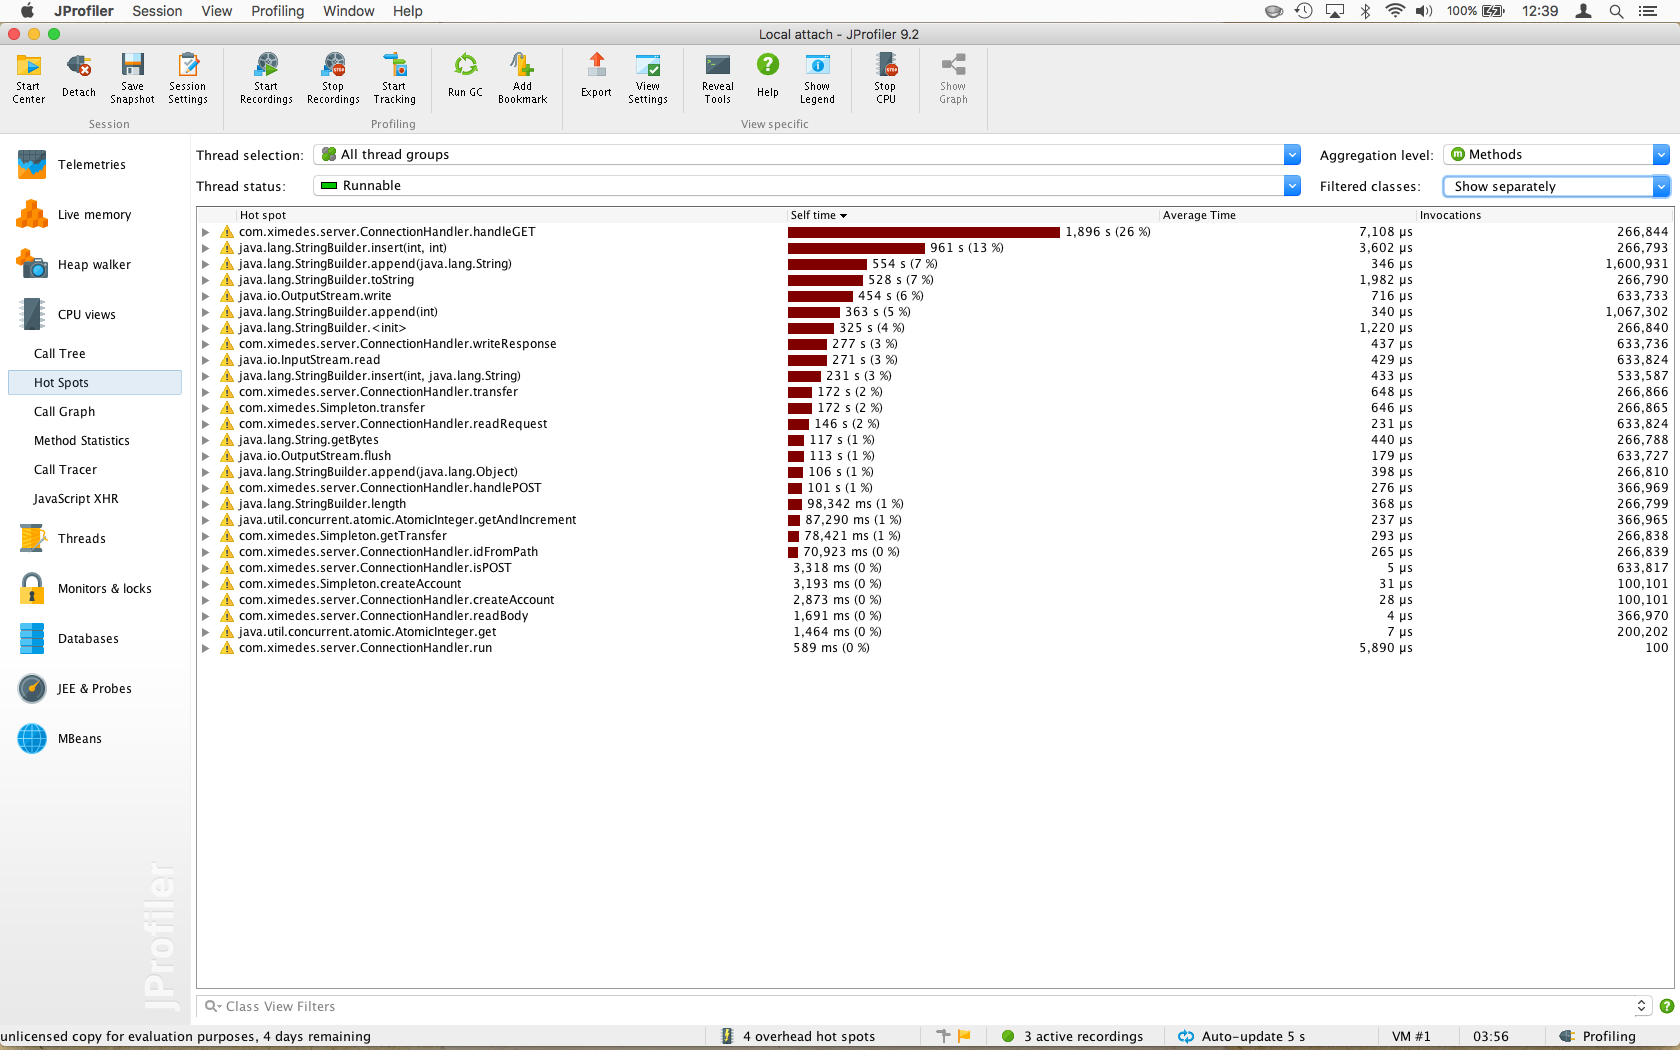 JProfiler Session View Profiling Window Help 100% 12:39
Local attach - JProfiler 9.2
Start Center
Detach
Save Snapshot
Session Settings
Start Recordings
Stop Recordings
Start Tracking
Run GC
Add Bookmark
Export
View Settings
Reveal Tools
Help
Show Legend
Stop CPU
Show Graph
Session Profiling View specific
Telemetries
Live memory
Heap walker
CPU views
Call Tree
Hot Spots
Call Graph
Method Statistics
Call Tracer
JavaScript XHR
Threads
Monitors & locks
Databases
JEE & Probes
MBeans
JProfiler
Thread selection: All thread groups Aggregation level: Methods
Thread status: Runnable Filtered classes: Show separately
Hot spot Self time Average Time Invocations
com.ximedes.server.ConnectionHandler.handleGET 1,896 s (26 %) 7,108 µs 266,844
java.lang.StringBuilder.insert(int, int) 961 s (13 %) 3,602 µs 266,793
java.lang.StringBuilder.append(java.lang.String) 554 s (7 %) 346 µs 1,600,931
java.lang.StringBuilder.toString 528 s (7 %) 1,982 µs 266,790
java.io.OutputStream.write 454 s (6 %) 716 µs 633,733
java.lang.StringBuilder.append(int) 363 s (5 %) 340 µs 1,067,302
java.lang.StringBuilder.<init> 325 s (4 %) 1,220 µs 266,840
com.ximedes.server.ConnectionHandler.writeResponse 277 s (3 %) 437 µs 633,736
java.io.InputStream.read 271 s (3 %) 429 µs 633,824
java.lang.StringBuilder.insert(int, java.lang.String) 231 s (3 %) 433 µs 533,587
com.ximedes.server.ConnectionHandler.transfer 172 s (2 %) 648 µs 266,866
com.ximedes.Simpleton.transfer 172 s (2 %) 646 µs 266,865
com.ximedes.server.ConnectionHandler.readRequest 146 s (2 %) 231 µs 633,824
java.lang.String.getBytes 117 s (1 %) 440 µs 266,788
java.io.OutputStream.flush 113 s (1 %) 179 µs 633,727
java.lang.StringBuilder.append(java.lang.Object) 106 s (1 %) 398 µs 266,810
com.ximedes.server.ConnectionHandler.handlePOST 101 s (1 %) 276 µs 366,969
java.lang.StringBuilder.length 98,342 ms (1 %) 368 µs 266,799
java.util.concurrent.atomic.AtomicInteger.getAndIncrement 87,290 ms (1 %) 237 µs 366,965
com.ximedes.Simpleton.getTransfer 78,421 ms (1 %) 293 µs 266,838
com.ximedes.server.ConnectionHandler.idFromPath 70,923 ms (0 %) 265 µs 266,839
com.ximedes.server.ConnectionHandler.isPOST 3,318 ms (0 %) 5 µs 633,817
com.ximedes.Simpleton.createAccount 3,193 ms (0 %) 31 µs 100,101
com.ximedes.server.ConnectionHandler.createAccount 2,873 ms (0 %) 28 µs 100,101
com.ximedes.server.ConnectionHandler.readBody 1,691 ms (0 %) 4 µs 366,970
java.util.concurrent.atomic.AtomicInteger.get 1,464 ms (0 %) 7 µs 200,202
com.ximedes.server.ConnectionHandler.run 589 ms (0 %) 5,890 µs 100
Class View Filters
unlicensed copy for evaluation purposes, 4 days remaining 4 overhead hot spots 3 active recordings Auto-update 5 s VM #1 03:56 Profiling